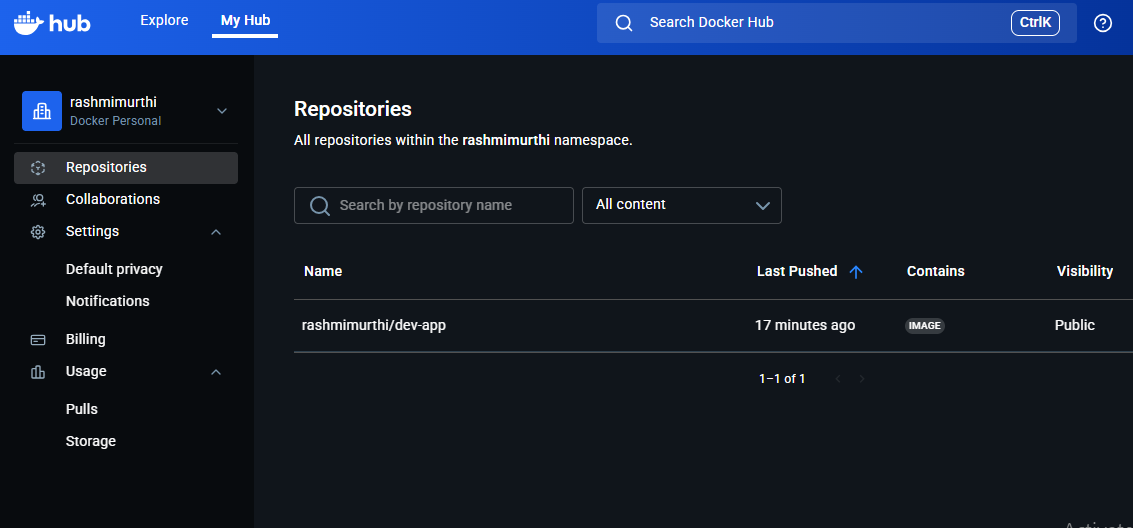 hub Explore My Hub Search Docker Hub CtrlK ?
rashmimurthi
Docker Personal
Repositories
Collaborations
Settings
Default privacy
Notifications
Billing
Usage
Pulls
Storage
Repositories
All repositories within the rashmimurthi namespace.
Search by repository name All content
Name Last Pushed Contains Visibility
rashmimurthi/dev-app 17 minutes ago IMAGE Public
1–1 of 1